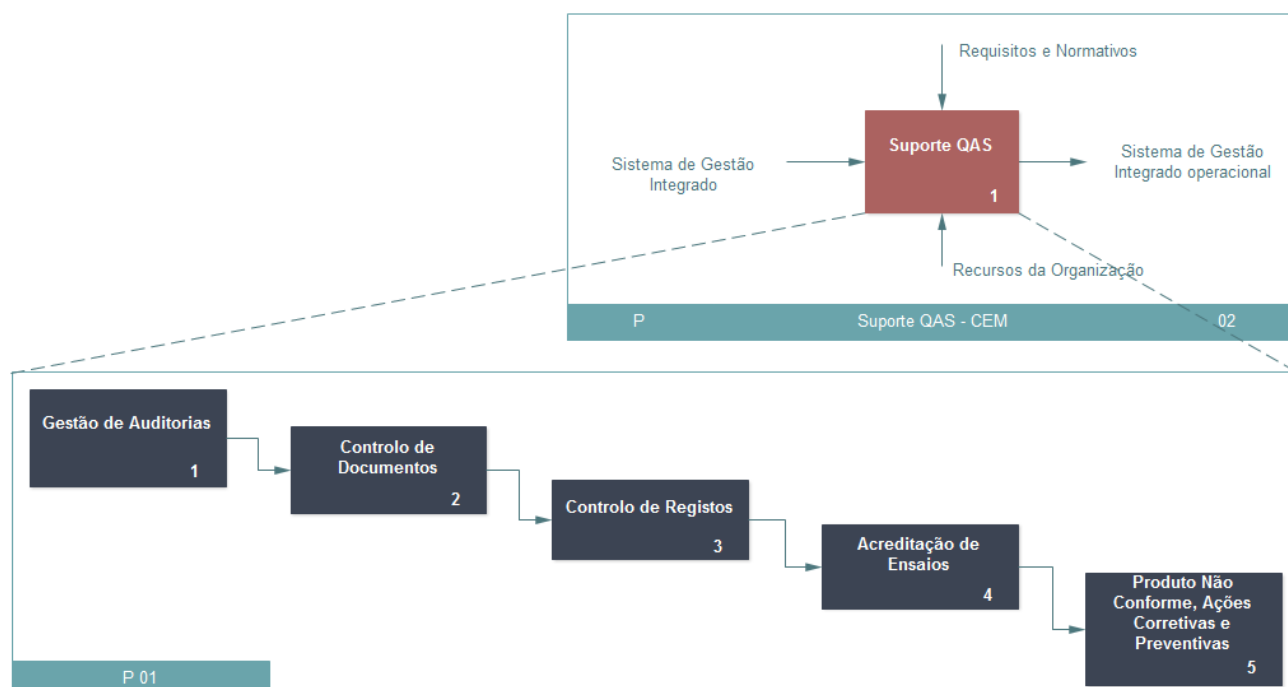 Requisitos e Normativos
Suporte QAS
1
Sistema de Gestão
Integrado
Sistema de Gestão
Integrado operacional
Recursos da Organização
P
Suporte QAS - CEM
02
Gestão de Auditorias
1
Controlo de
Documentos
2
Controlo de Registos
3
Acreditação de
Ensaios
4
Produto Não
Conforme, Ações
Corretivas e
Preventivas
5
P 01